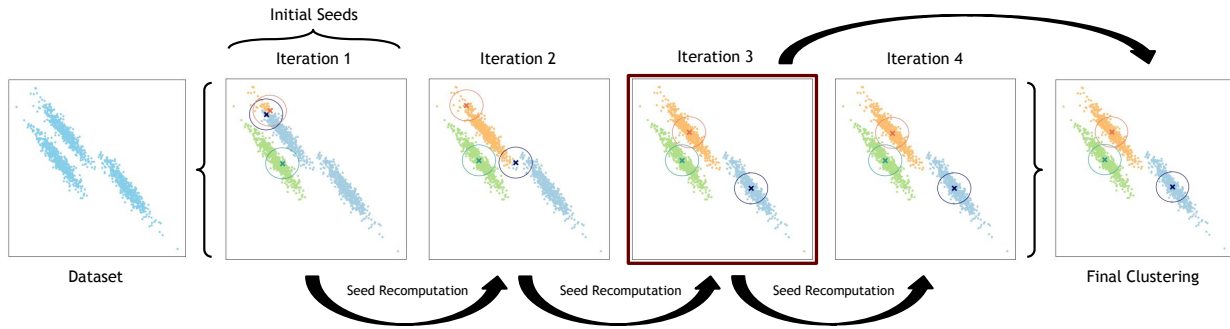 Initial Seeds
Iteration 1
Iteration 2
Iteration 3
Iteration 4
Dataset
Final Clustering
Seed Recomputation
Seed Recomputation
Seed Recomputation